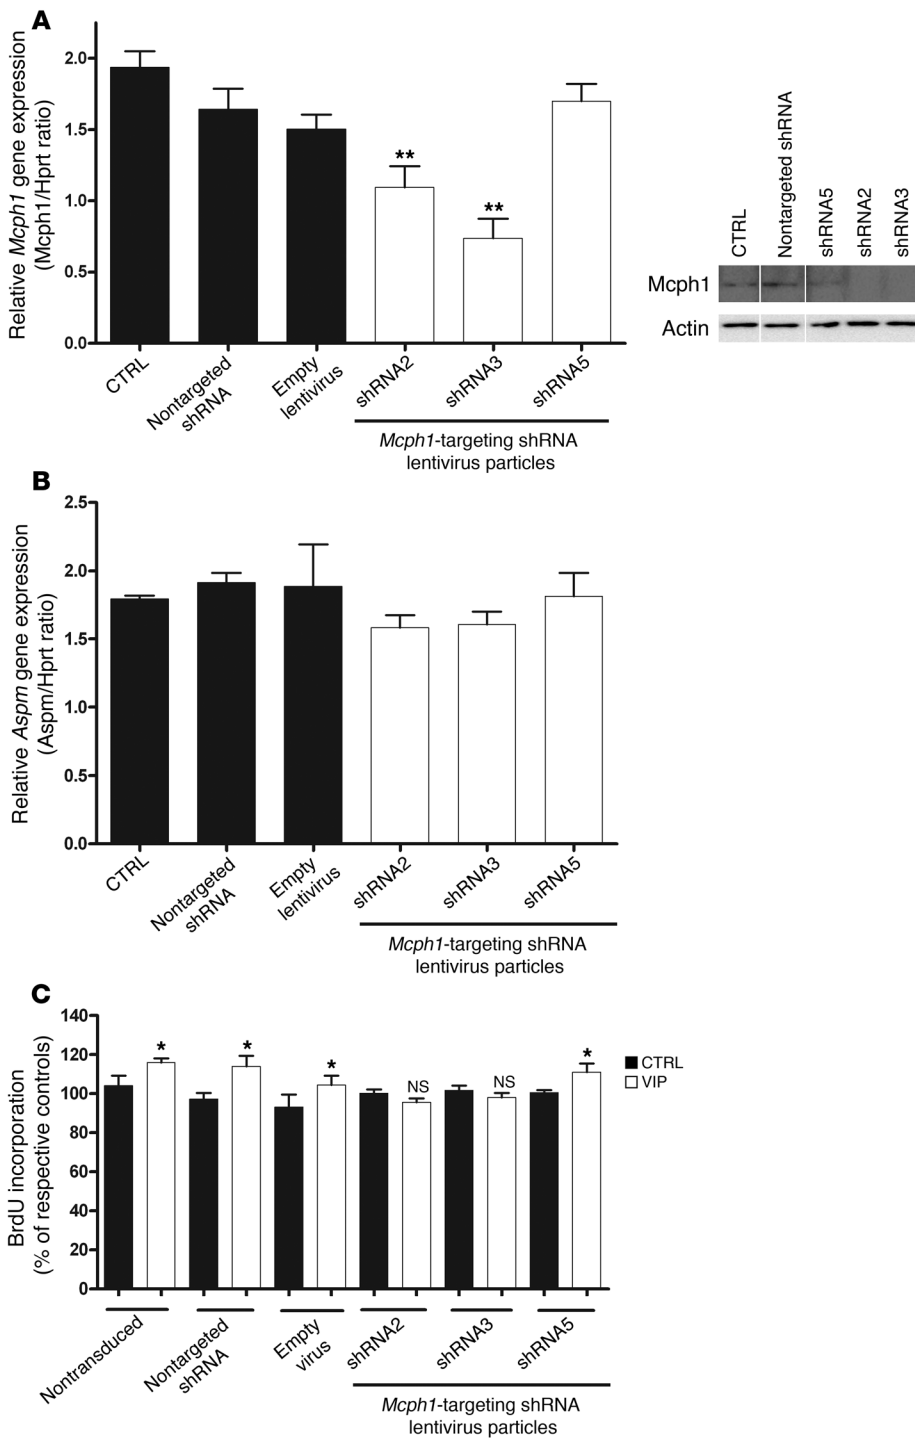 A
Relative Mcph1 gene expression
(Mcph1/Hprt ratio)
2.0
1.5
1.0
0.5
0.0
**
**
CTRL
Nontargeted
shRNA
Empty
lentivirus
shRNA2
shRNA3
shRNA5
Mcph1-targeting shRNA
lentivirus particles
CTRL
Nontargeted shRNA
shRNA5
shRNA2
shRNA3
Mcph1
Actin
B
Relative Aspm gene expression
(Aspm/Hprt ratio)
2.5
2.0
1.5
1.0
0.5
0.0
CTRL
Nontargeted
shRNA
Empty
lentivirus
shRNA2
shRNA3
shRNA5
Mcph1-targeting shRNA
lentivirus particles
C
BrdU incorporation
(% of respective controls)
140
120
100
80
60
40
20
0
*
*
*
NS
NS
*
CTRL
VIP
Nontransduced
Nontargeted
shRNA
Empty
virus
shRNA2
shRNA3
shRNA5
Mcph1-targeting shRNA
lentivirus particles